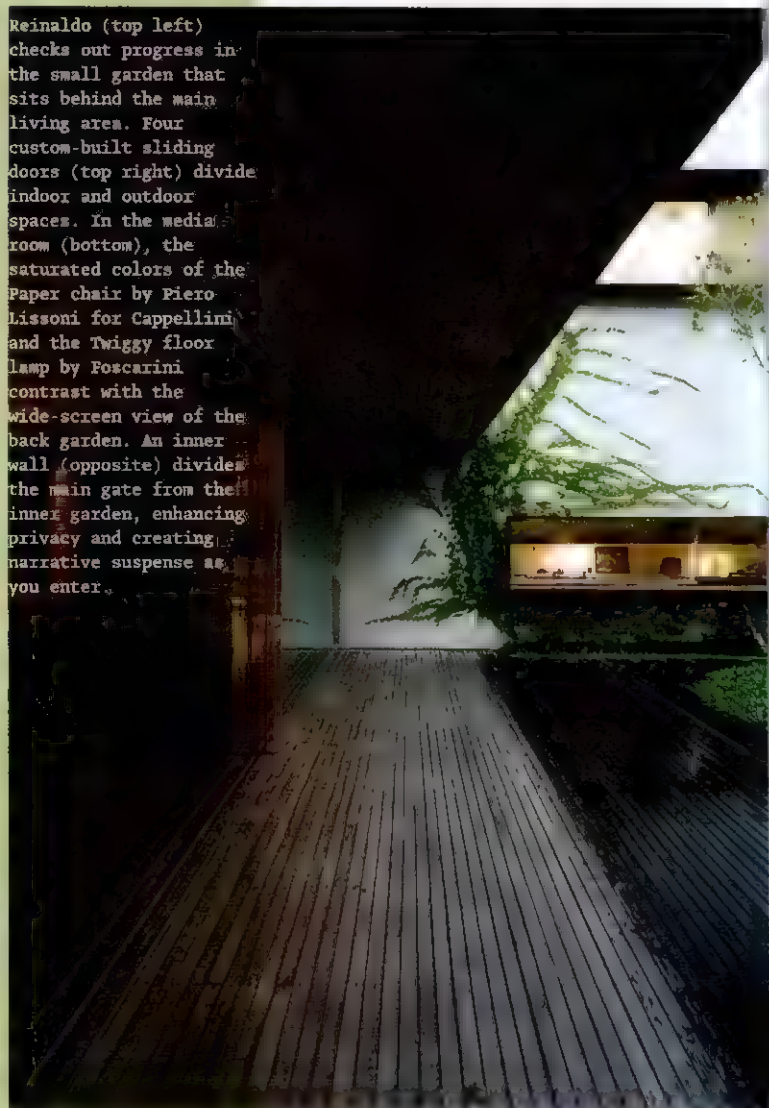 Reinaldo (top left)
checks out progress in
the small garden that
sits behind the main
living area. Four
custom-built sliding
doors (top right) divide
indoor and outdoor
spaces. In the media
room (bottom), the
saturated colors of the
Paper chair by Piero
Lissoni for Cappellini
and the Twiggy floor
lamp by Foscarini
contrast with the
wide-screen view of the
back garden. An inner
wall (opposite) divides
the main gate from the
inner garden, enhancing
privacy and creating
narrative suspense as
you enter.